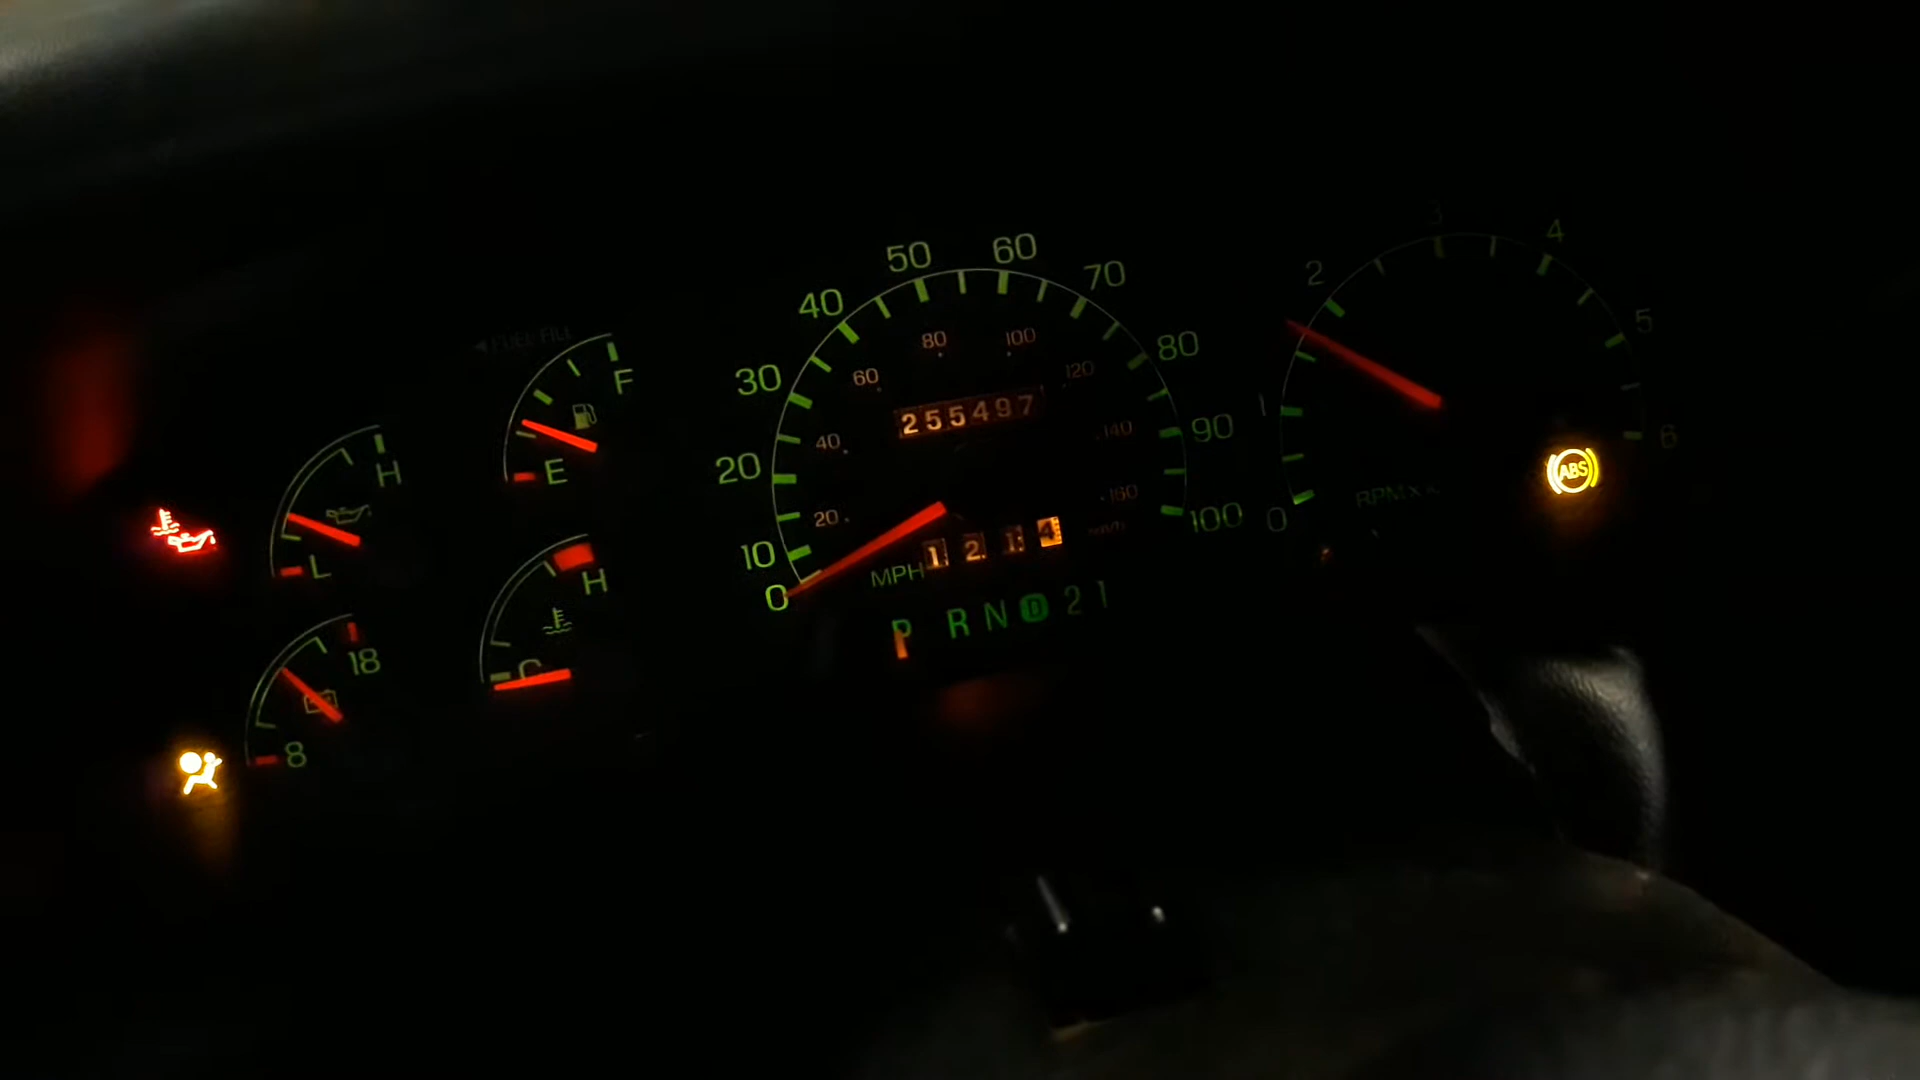 ◀ FUEL FILL
F
E
H
L
18
8
H
C
0
10
20
30
40
50
60
70
80
90
100
20
40
60
80
100
120
140
160
255497
MPH
1214
km/h
P R N D 2 1
0
1
2
3
4
5
6
ABS